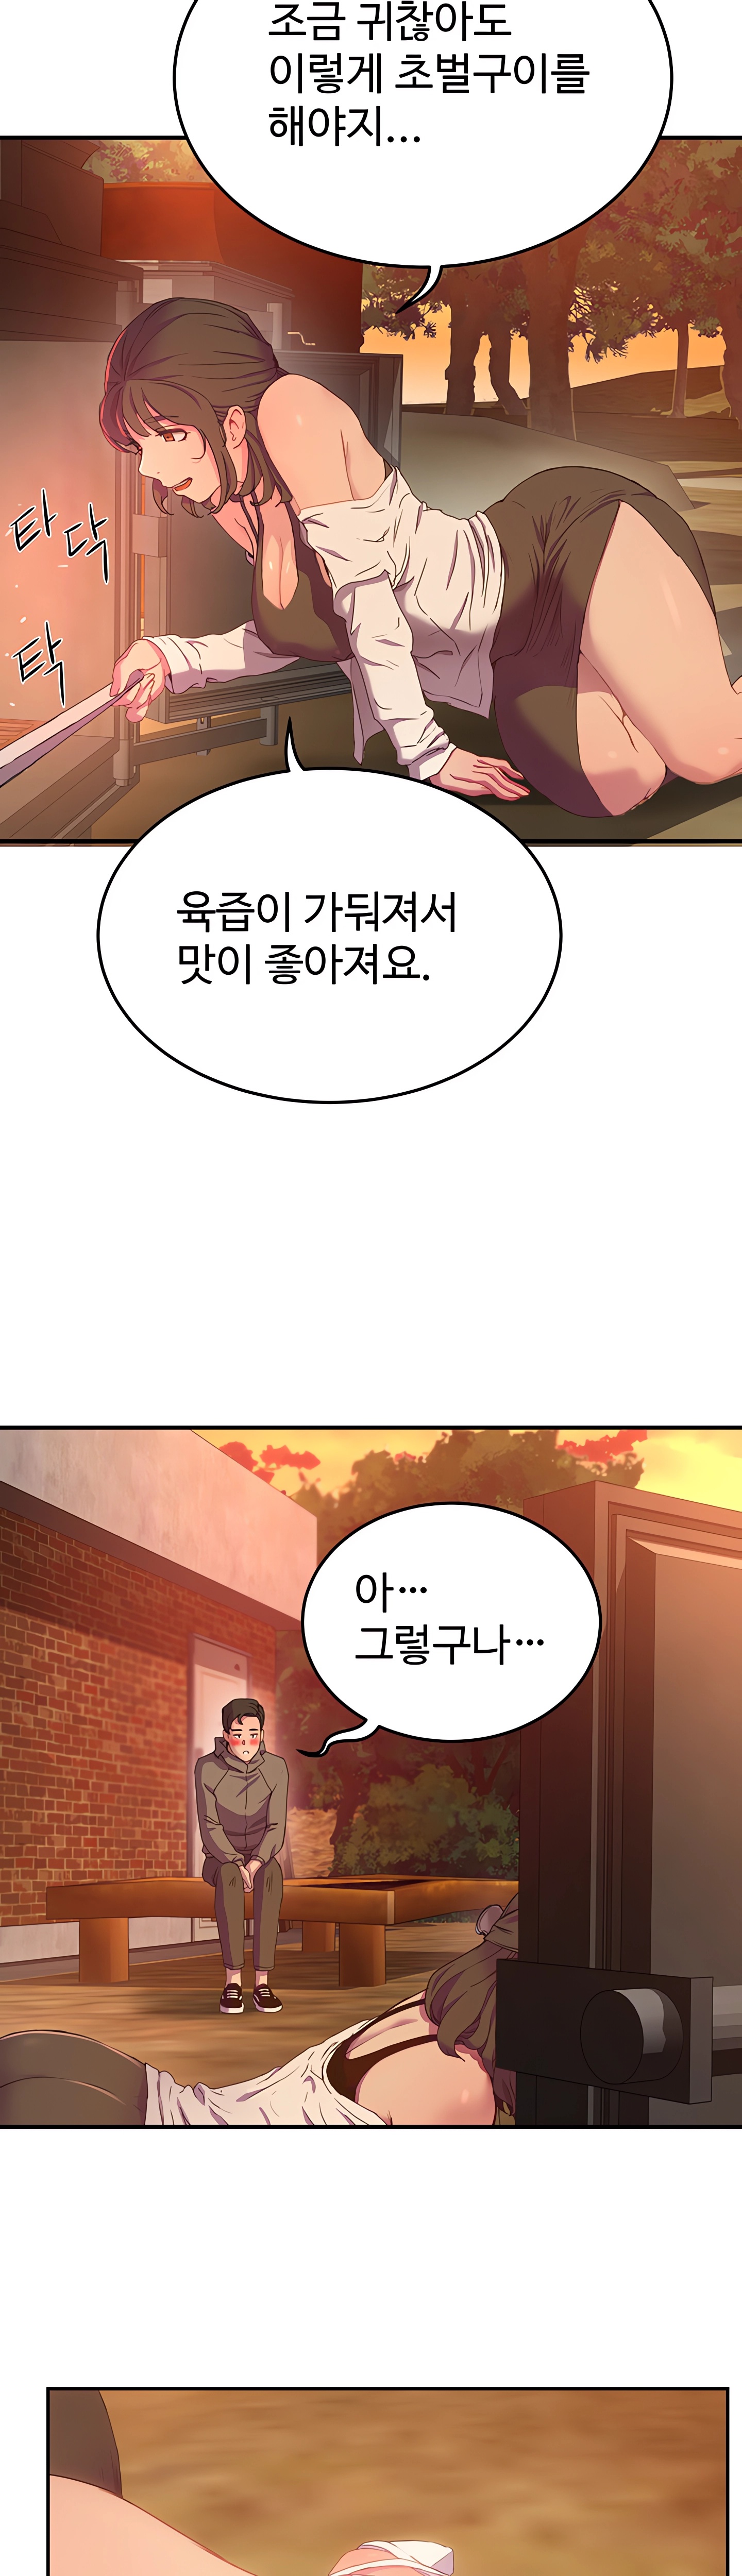 조금 귀찮아도
이렇게 초벌구이를
해야지...
타
닥
탁
육즙이 가둬져서
맛이 좋아져요.
아…
그렇구나…